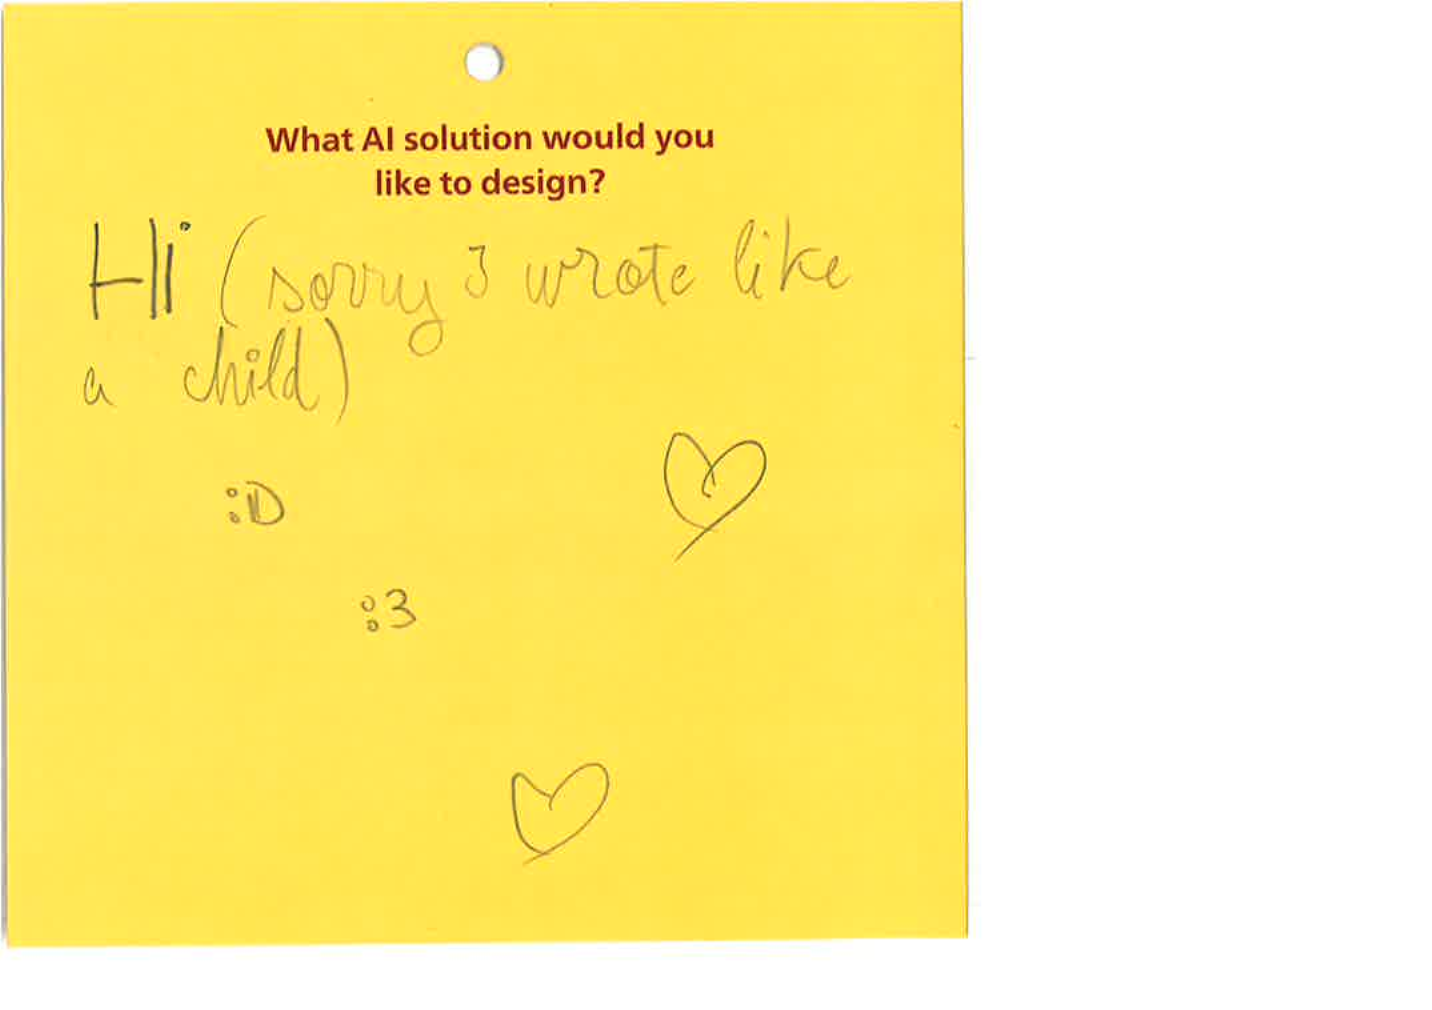 What AI solution would you
like to design?
Hi (sorry I wrote like
a child)
:D
:3